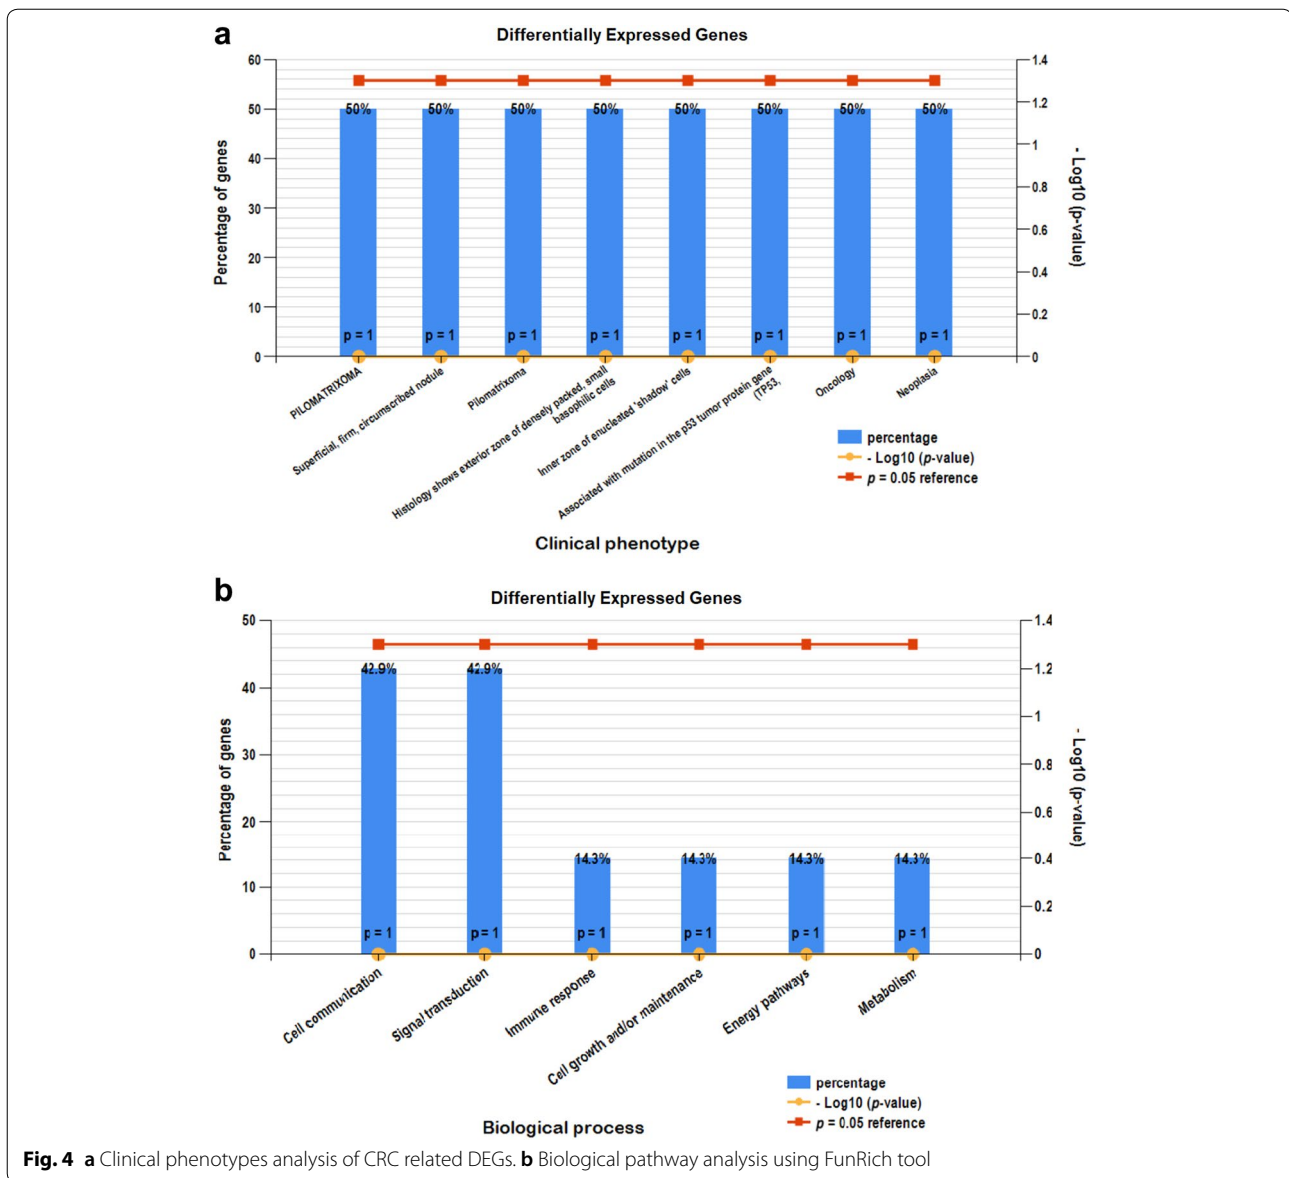 a
Differentially Expressed Genes
Percentage of genes
60
50
40
30
20
10
0
50% 50% 50% 50% 50% 50% 50% 50%
p = 1 p = 1 p = 1 p = 1 p = 1 p = 1 p = 1 p = 1
1.4
1.2
1
0.8
0.6
0.4
0.2
0
- Log10 (p-value)
PILOMATRIXOMA
Superficial, firm, circumscribed nodule
Pilomatrixoma
Histology shows exterior zone of densely packed, small
basophilic cells
Inner zone of enucleated 'shadow' cells
Associated with mutation in the p53 tumor protein gene
(TP53,
Oncology
Neoplasia
percentage
- Log10 (p-value)
p = 0.05 reference
Clinical phenotype
b
Differentially Expressed Genes
Percentage of genes
50
40
30
20
10
0
42.9% 42.9% 14.3% 14.3% 14.3% 14.3%
p = 1 p = 1 p = 1 p = 1 p = 1 p = 1
1.4
1.2
1
0.8
0.6
0.4
0.2
0
- Log10 (p-value)
Cell communication
Signal transduction
Immune response
Cell growth and/or maintenance
Energy pathways
Metabolism
percentage
- Log10 (p-value)
p = 0.05 reference
Biological process
Fig. 4 a Clinical phenotypes analysis of CRC related DEGs. b Biological pathway analysis using FunRich tool